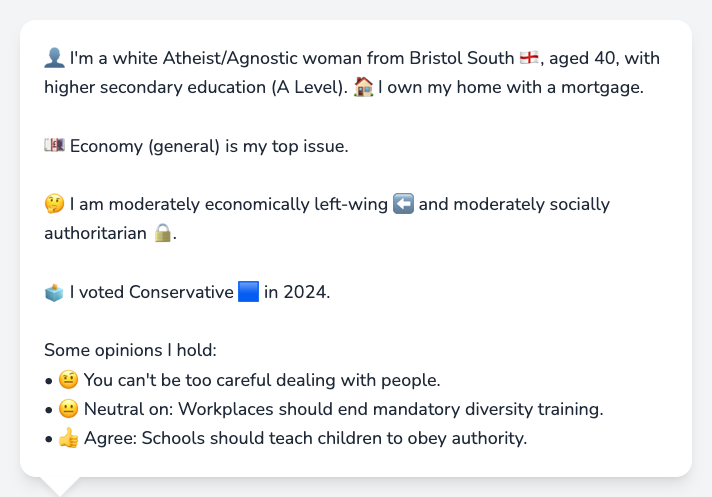 👤 I'm a white Atheist/Agnostic woman from Bristol South 🏴󠁧󠁢󠁥󠁮󠁧󠁿, aged 40, with
higher secondary education (A Level). 🏠 I own my home with a mortgage.
💷 Economy (general) is my top issue.
🤔 I am moderately economically left-wing ⬅️ and moderately socially
authoritarian 🔒.
🗳️ I voted Conservative 🟦 in 2024.
Some opinions I hold:
• 🤨 You can't be too careful dealing with people.
• 😐 Neutral on: Workplaces should end mandatory diversity training.
• 👍 Agree: Schools should teach children to obey authority.